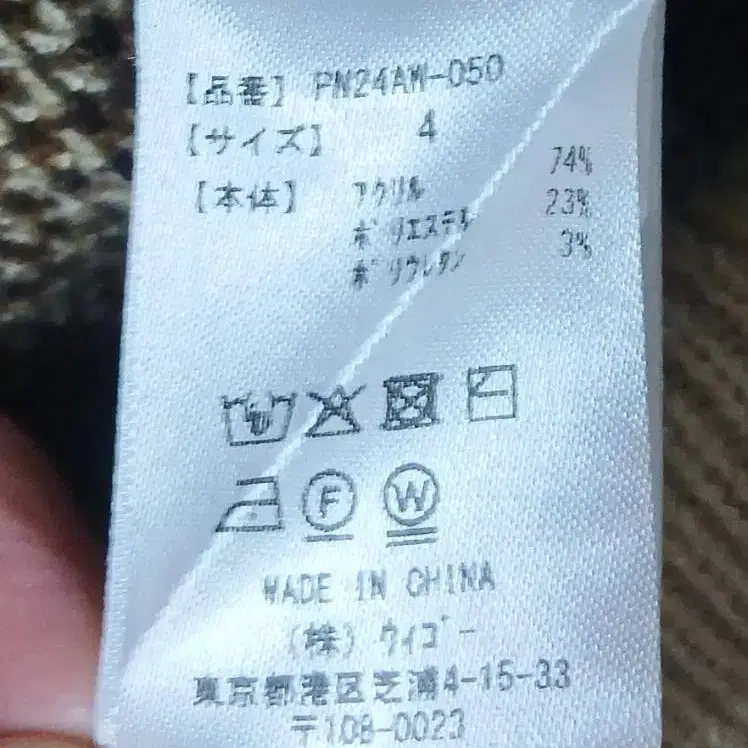 【品番】 PN24AW-050
【サイズ】 4
【本体】 アクリル 74%
ポリエステル 23%
ポリウレタン 3%
F W
MADE IN CHINA
(株) ウィゴー
東京都港区芝浦4-15-33
〒108-0023